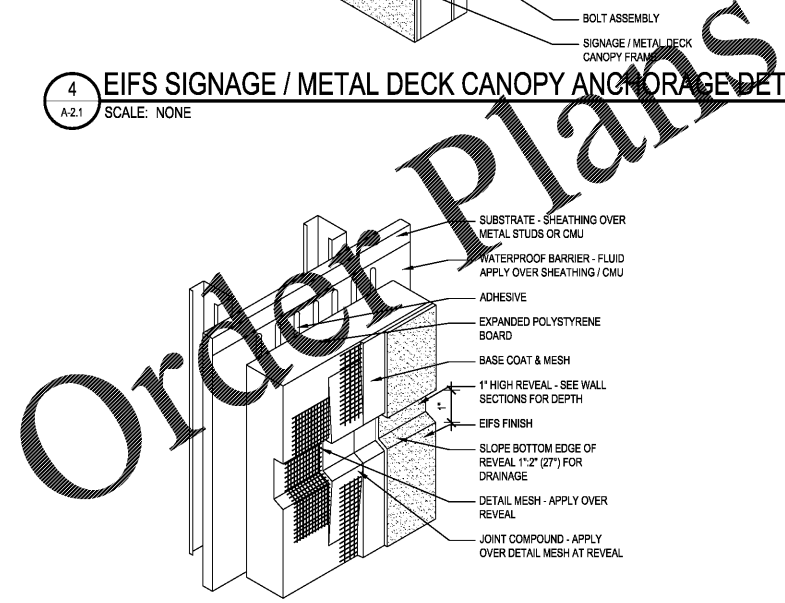 BOLT ASSEMBLY
SIGNAGE / METAL DECK
CANOPY FRAME
4
A-2.1
EIFS SIGNAGE / METAL DECK CANOPY ANCHORAGE DET
SCALE: NONE
Order Plans
SUBSTRATE - SHEATHING OVER
METAL STUDS OR CMU
WATERPROOF BARRIER - FLUID
APPLY OVER SHEATHING / CMU
ADHESIVE
EXPANDED POLYSTYRENE
BOARD
BASE COAT & MESH
1" HIGH REVEAL - SEE WALL
SECTIONS FOR DEPTH
1"
EIFS FINISH
SLOPE BOTTOM EDGE OF
REVEAL 1":2" (27°) FOR
DRAINAGE
DETAIL MESH - APPLY OVER
REVEAL
JOINT COMPOUND - APPLY
OVER DETAIL MESH AT REVEAL